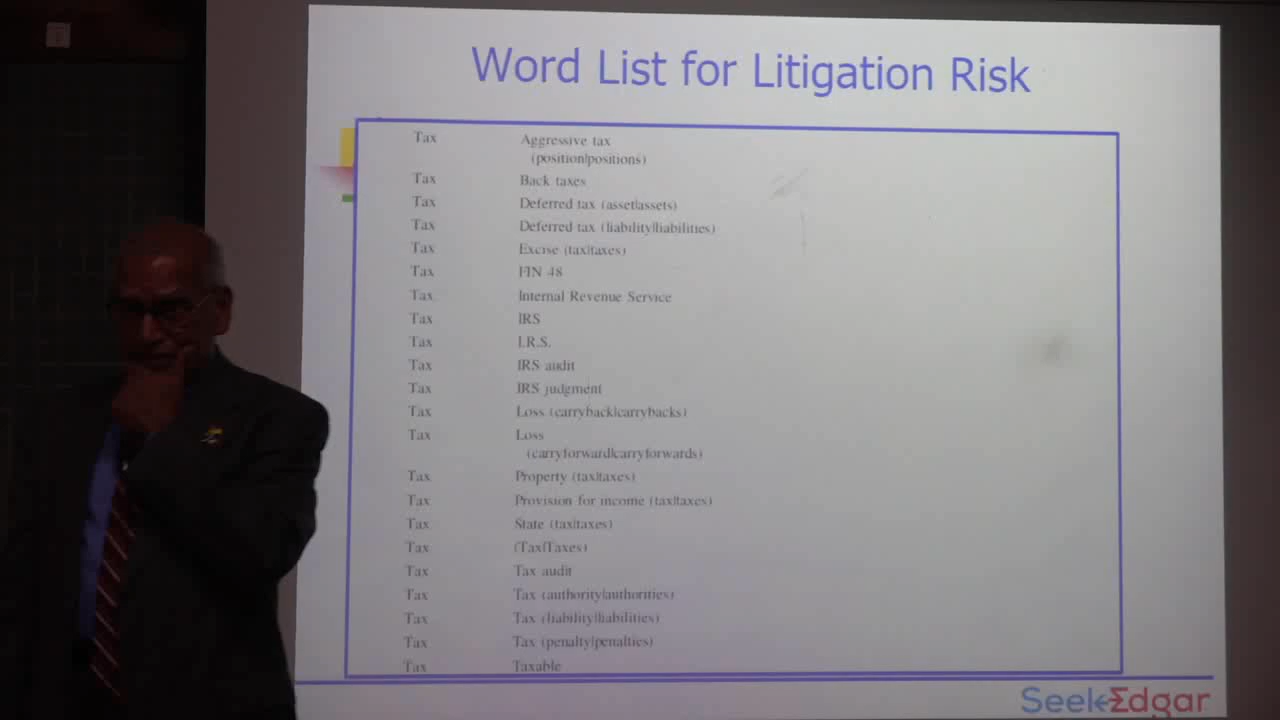 Word List for Litigation Risk
Tax Aggressive tax
(position|positions)
Tax Back taxes
Tax Deferred tax (asset|assets)
Tax Deferred tax (liability|liabilities)
Tax Excise (tax|taxes)
Tax FIN 48
Tax Internal Revenue Service
Tax IRS
Tax I.R.S.
Tax IRS audit
Tax IRS judgment
Tax Loss (carryback|carrybacks)
Tax Loss
(carryforward|carryforwards)
Tax Property (tax|taxes)
Tax Provision for income (tax|taxes)
Tax State (tax|taxes)
Tax (Tax|Taxes)
Tax Tax audit
Tax Tax (authority|authorities)
Tax Tax (liability|liabilities)
Tax Tax (penalty|penalties)
Tax Taxable
SeekEdgar